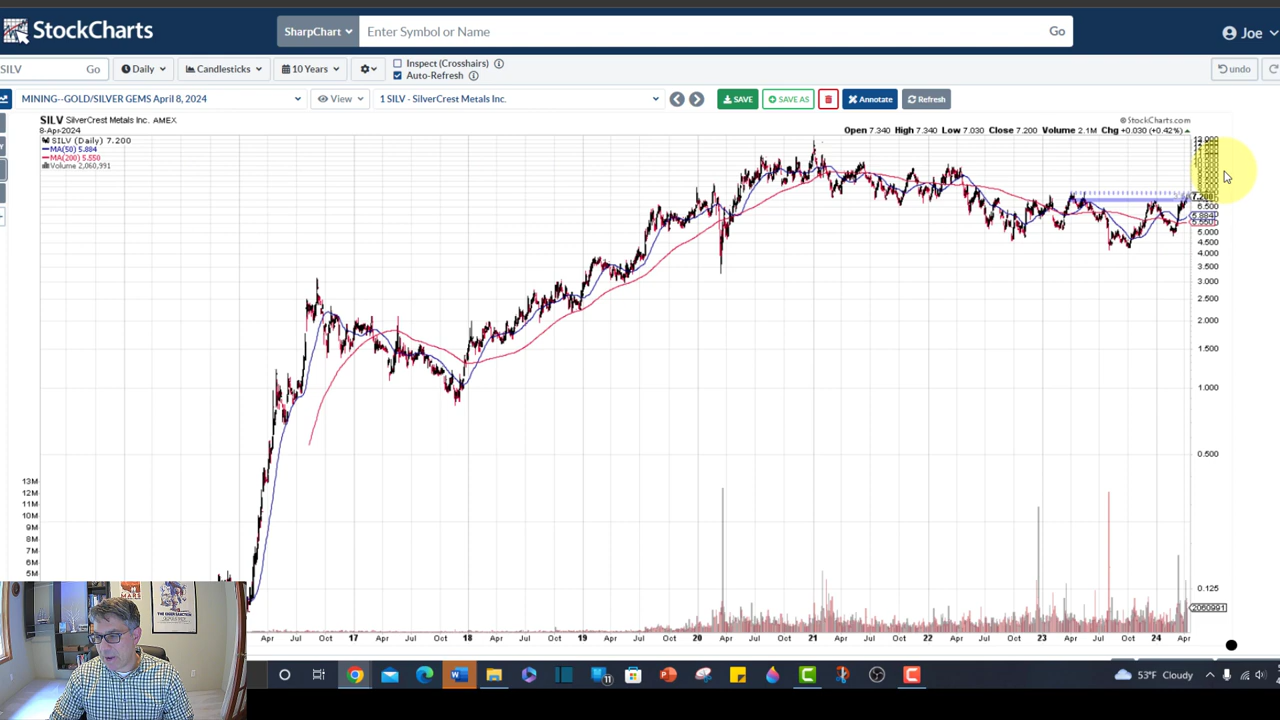 StockCharts
SharpChart
Enter Symbol or Name
Go
Joe
SILV
Go
Daily
Candlesticks
10 Years
Inspect (Crosshairs)
Auto-Refresh
undo
MINING--GOLD/SILVER GEMS April 8, 2024
View
1 SILV - SilverCrest Metals Inc.
SAVE
SAVE AS
Annotate
Refresh
SILV SilverCrest Metals Inc. AMEX
© StockCharts.com
8-Apr-2024
Open 7.340 High 7.340 Low 7.030 Close 7.200 Volume 2.1M Chg +0.030 (+0.42%)
SILV (Daily) 7.200
MA(50) 5.884
MA(200) 5.550
Volume 2,060,991
7.200
6.500
5.000
4.500
4.000
3.500
3.000
2.500
2.000
1.500
1.000
0.500
0.125
2060991
13M
12M
11M
10M
9M
8M
7M
6M
5M
Apr Jul Oct 17 Apr Jul Oct 18 Apr Jul Oct 19 Apr Jul Oct 20 Apr Jul Oct 21 Apr Jul Oct 22 Apr Jul Oct 23 Apr Jul Oct 24 Apr
11
53°F Cloudy